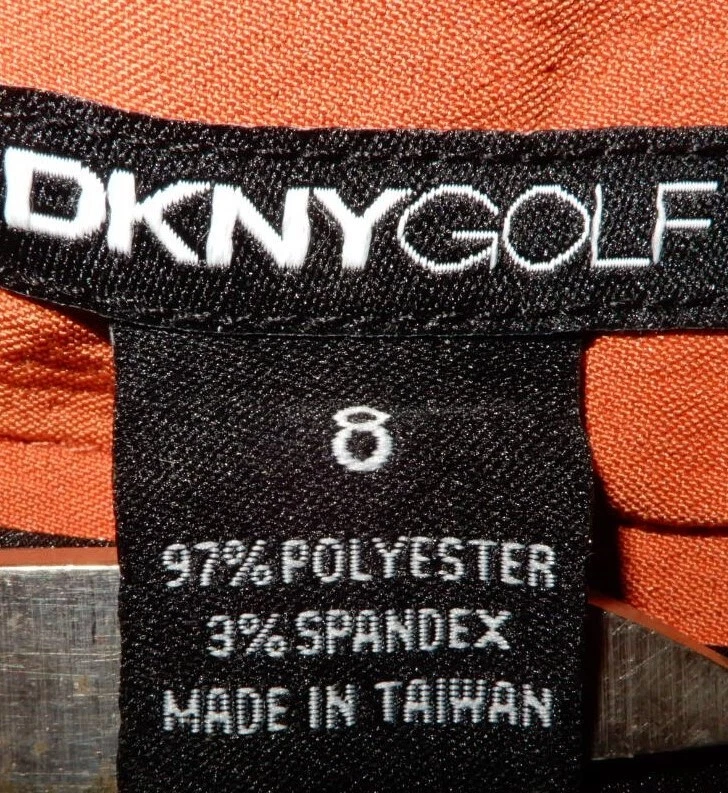 DKNYGOLF
8
97% POLYESTER
3% SPANDEX
MADE IN TAIWAN